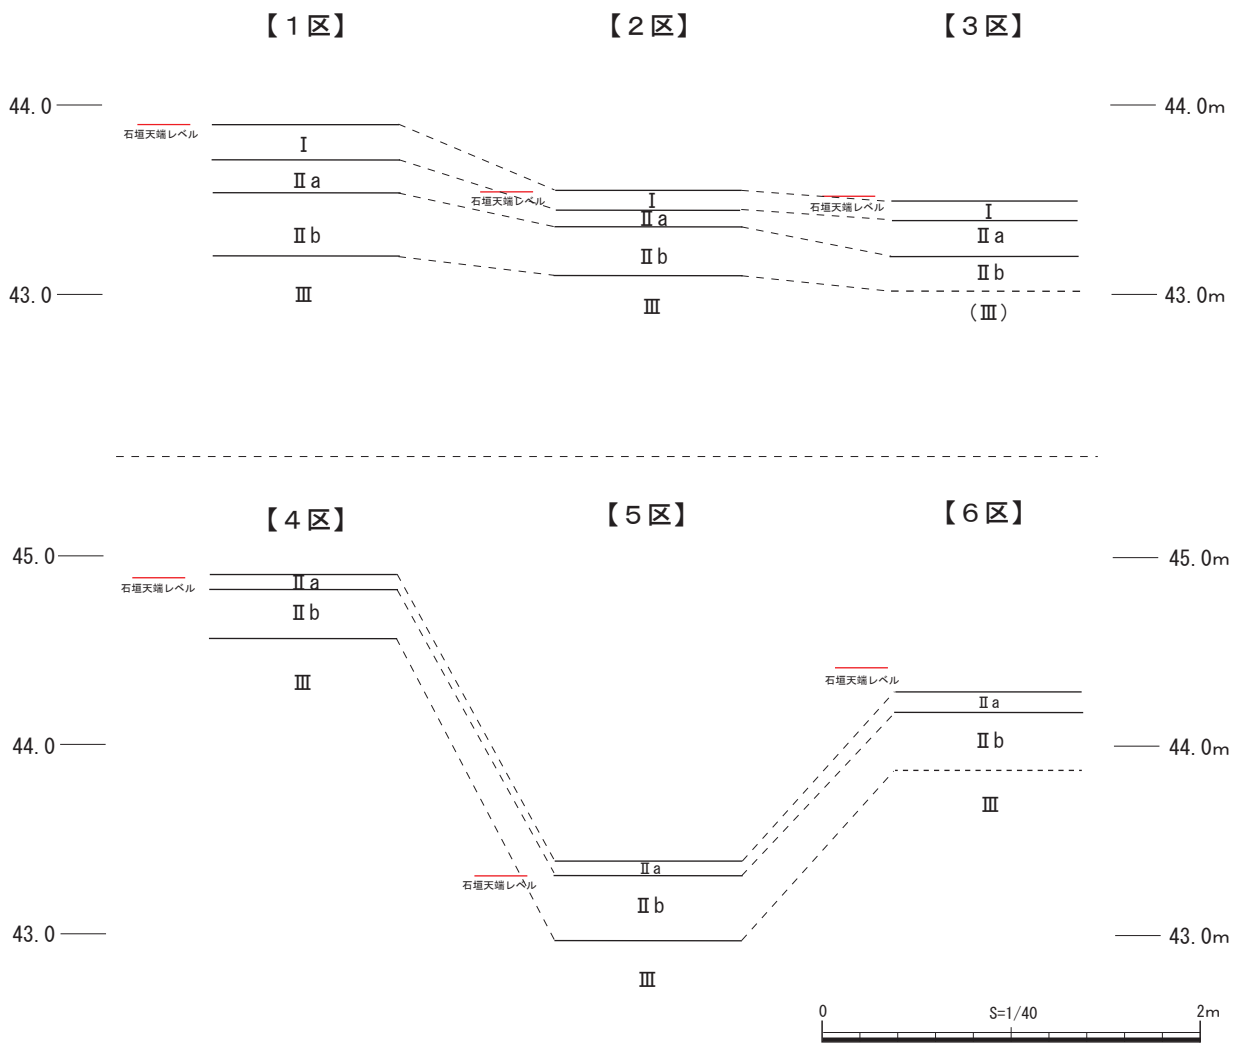 【1区】 【2区】 【3区】
44.0 44.0m
石垣天端レベル
Ⅰ
Ⅱa
Ⅱb
Ⅲ
石垣天端レベル
Ⅰ
Ⅱa
Ⅱb
Ⅲ
石垣天端レベル
Ⅰ
Ⅱa
Ⅱb
(Ⅲ)
43.0 43.0m
【4区】 【5区】 【6区】
45.0 45.0m
石垣天端レベル
Ⅱa
Ⅱb
Ⅲ
石垣天端レベル
Ⅱa
Ⅱb
Ⅲ
石垣天端レベル
Ⅱa
Ⅱb
Ⅲ
44.0 44.0m
43.0 43.0m
0 S=1/40 2m